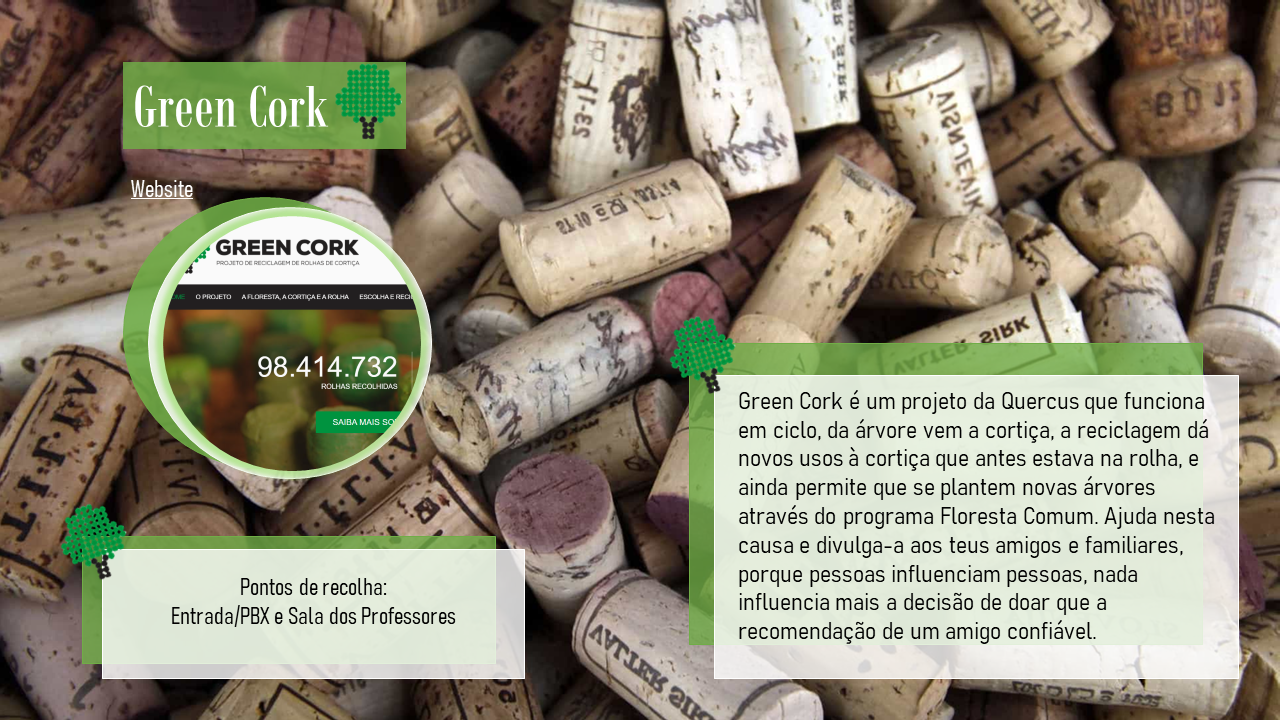 Green Cork
Website
GREEN CORK
PROJETO DE RECICLAGEM DE ROLHAS DE CORTIÇA
O PROJETO A FLORESTA, A CORTIÇA E A ROLHA ESCOLHA E RECI
98.414.732
ROLHAS RECOLHIDAS
SAIBA MAIS SO
Pontos de recolha:
Entrada/PBX e Sala dos Professores
Green Cork é um projeto da Quercus que funciona
em ciclo, da árvore vem a cortiça, a reciclagem dá
novos usos à cortiça que antes estava na rolha, e
ainda permite que se plantem novas árvores
através do programa Floresta Comum. Ajuda nesta
causa e divulga-a aos teus amigos e familiares,
porque pessoas influenciam pessoas, nada
influencia mais a decisão de doar que a
recomendação de um amigo confiável.
VALTER SIRK
VALTER SIR